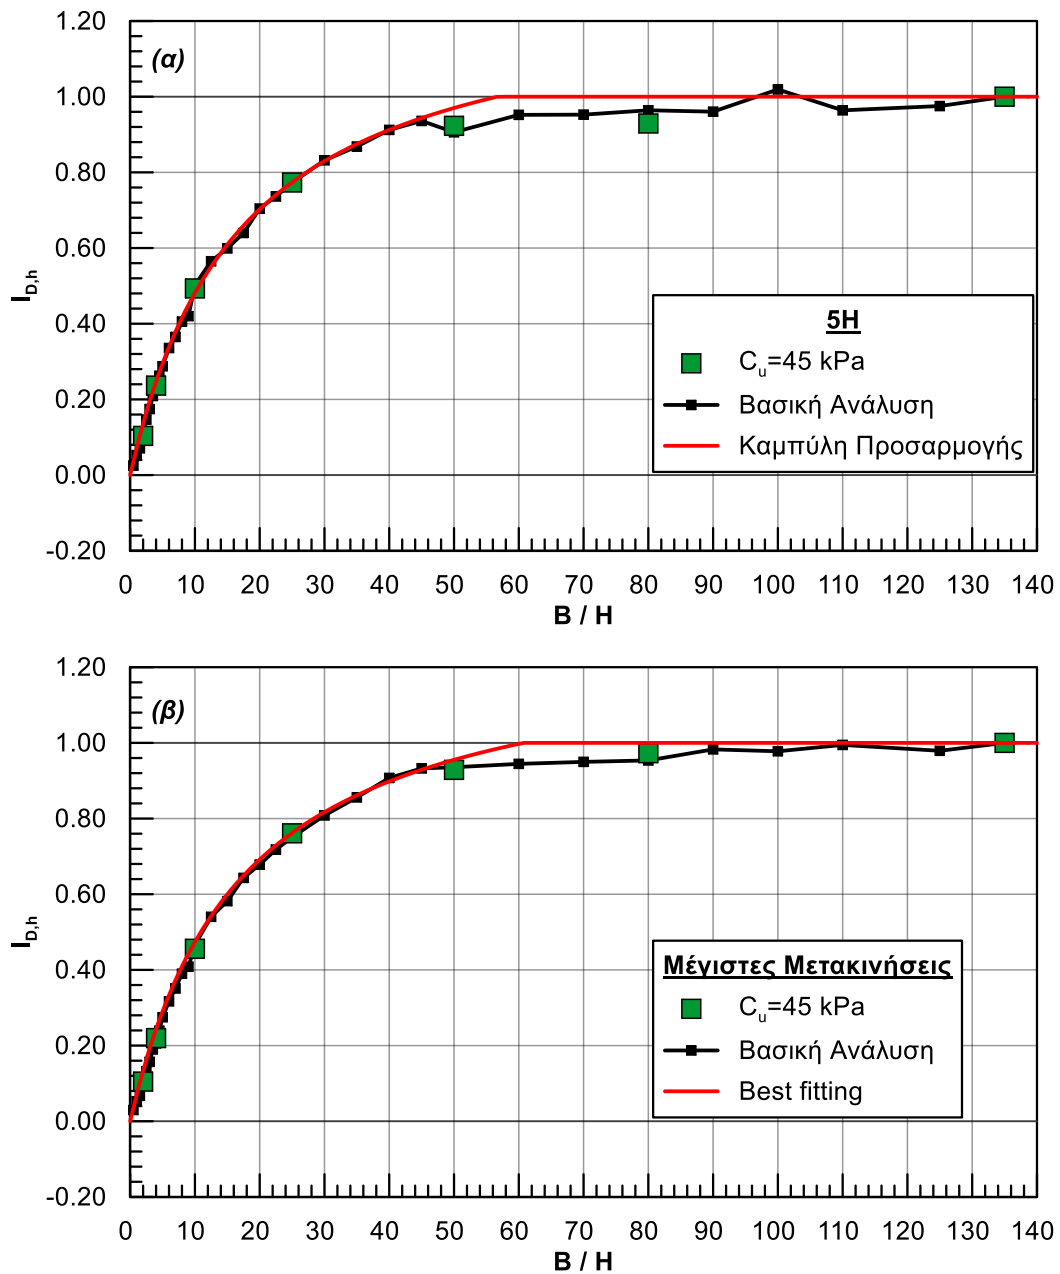 1.20
(α)
1.00
0.80
0.60
I_D,h
0.40
0.20
0.00
-0.20
5H
C_u=45 kPa
Βασική Ανάλυση
Καμπύλη Προσαρμογής
0 10 20 30 40 50 60 70 80 90 100 110 120 130 140
B / H
1.20
(β)
1.00
0.80
0.60
I_D,h
0.40
0.20
0.00
-0.20
Μέγιστες Μετακινήσεις
C_u=45 kPa
Βασική Ανάλυση
Best fitting
0 10 20 30 40 50 60 70 80 90 100 110 120 130 140
B / H